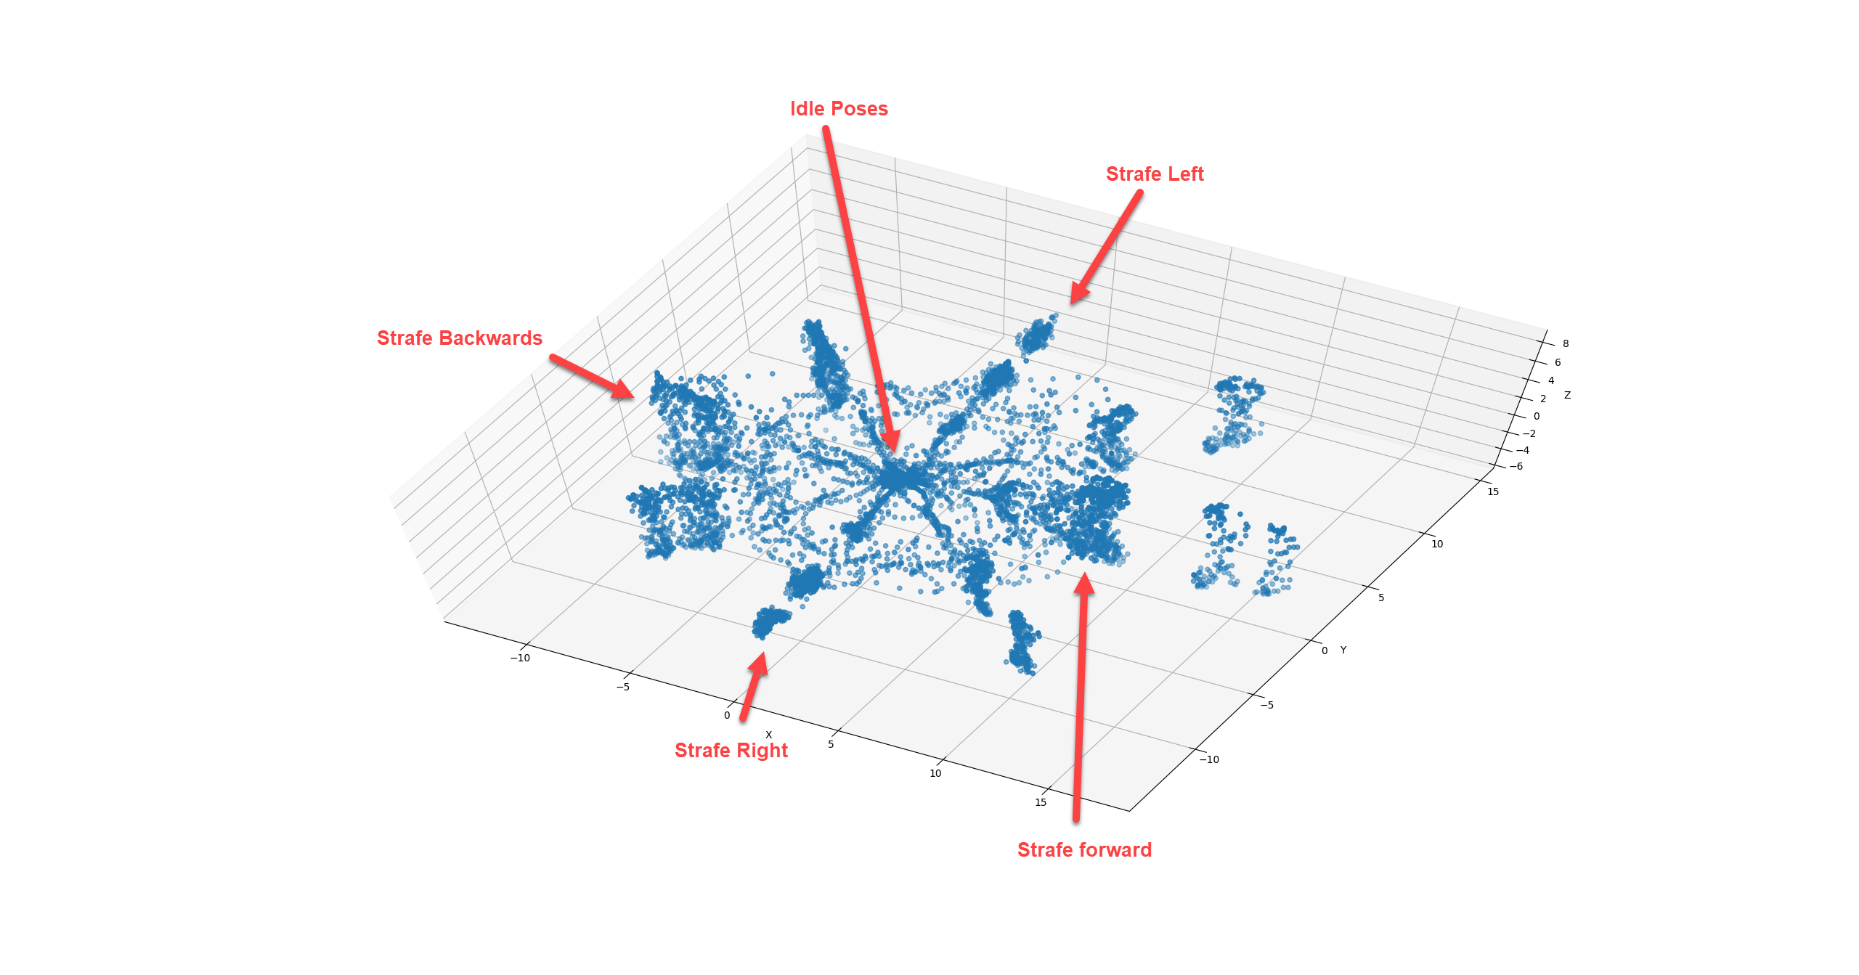 Idle Poses
Strafe Left
Strafe Backwards
8
6
4
2
Z
0
−2
−4
−6
15
10
5
0 Y
−5
−10
−10
−5
0
X
5
10
15
Strafe Right
Strafe forward